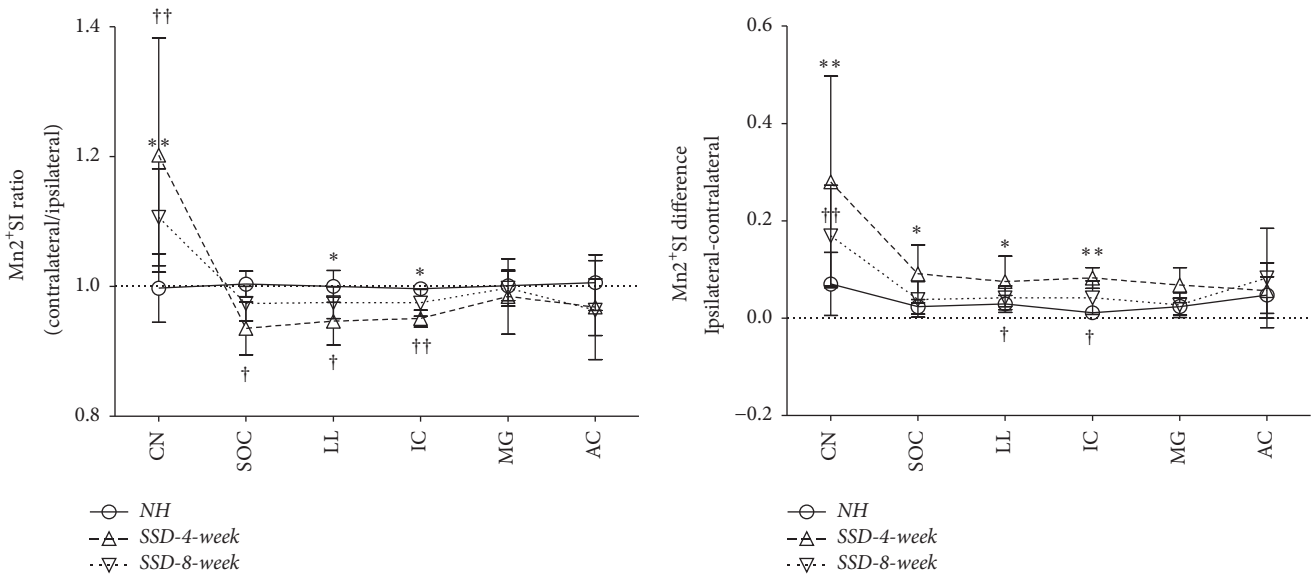 Mn2⁺SI ratio
(contralateral/ipsilateral)
1.4
1.2
1.0
0.8
††
**
*
*
†
†
††
CN
SOC
LL
IC
MG
AC
NH
SSD-4-week
SSD-8-week
Mn2⁺SI difference
Ipsilateral-contralateral
0.6
0.4
0.2
0.0
−0.2
**
††
*
*
**
†
†
CN
SOC
LL
IC
MG
AC
NH
SSD-4-week
SSD-8-week